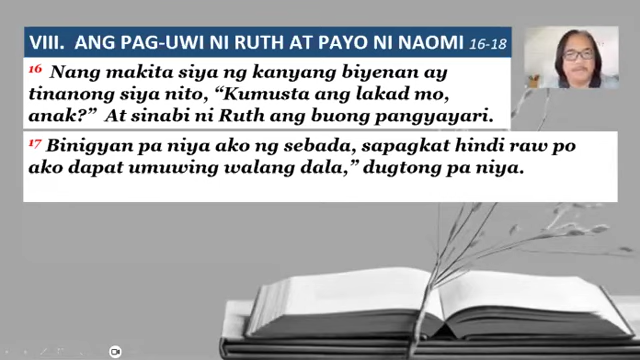 VIII. ANG PAG-UWI NI RUTH AT PAYO NI NAOMI 16-18
16 Nang makita siya ng kanyang biyenan ay
tinanong siya nito, “Kumusta ang lakad mo,
anak?” At sinabi ni Ruth ang buong pangyayari.
17 Binigyan pa niya ako ng sebada, sapagkat hindi raw po
ako dapat umuwing walang dala,” dugtong pa niya.